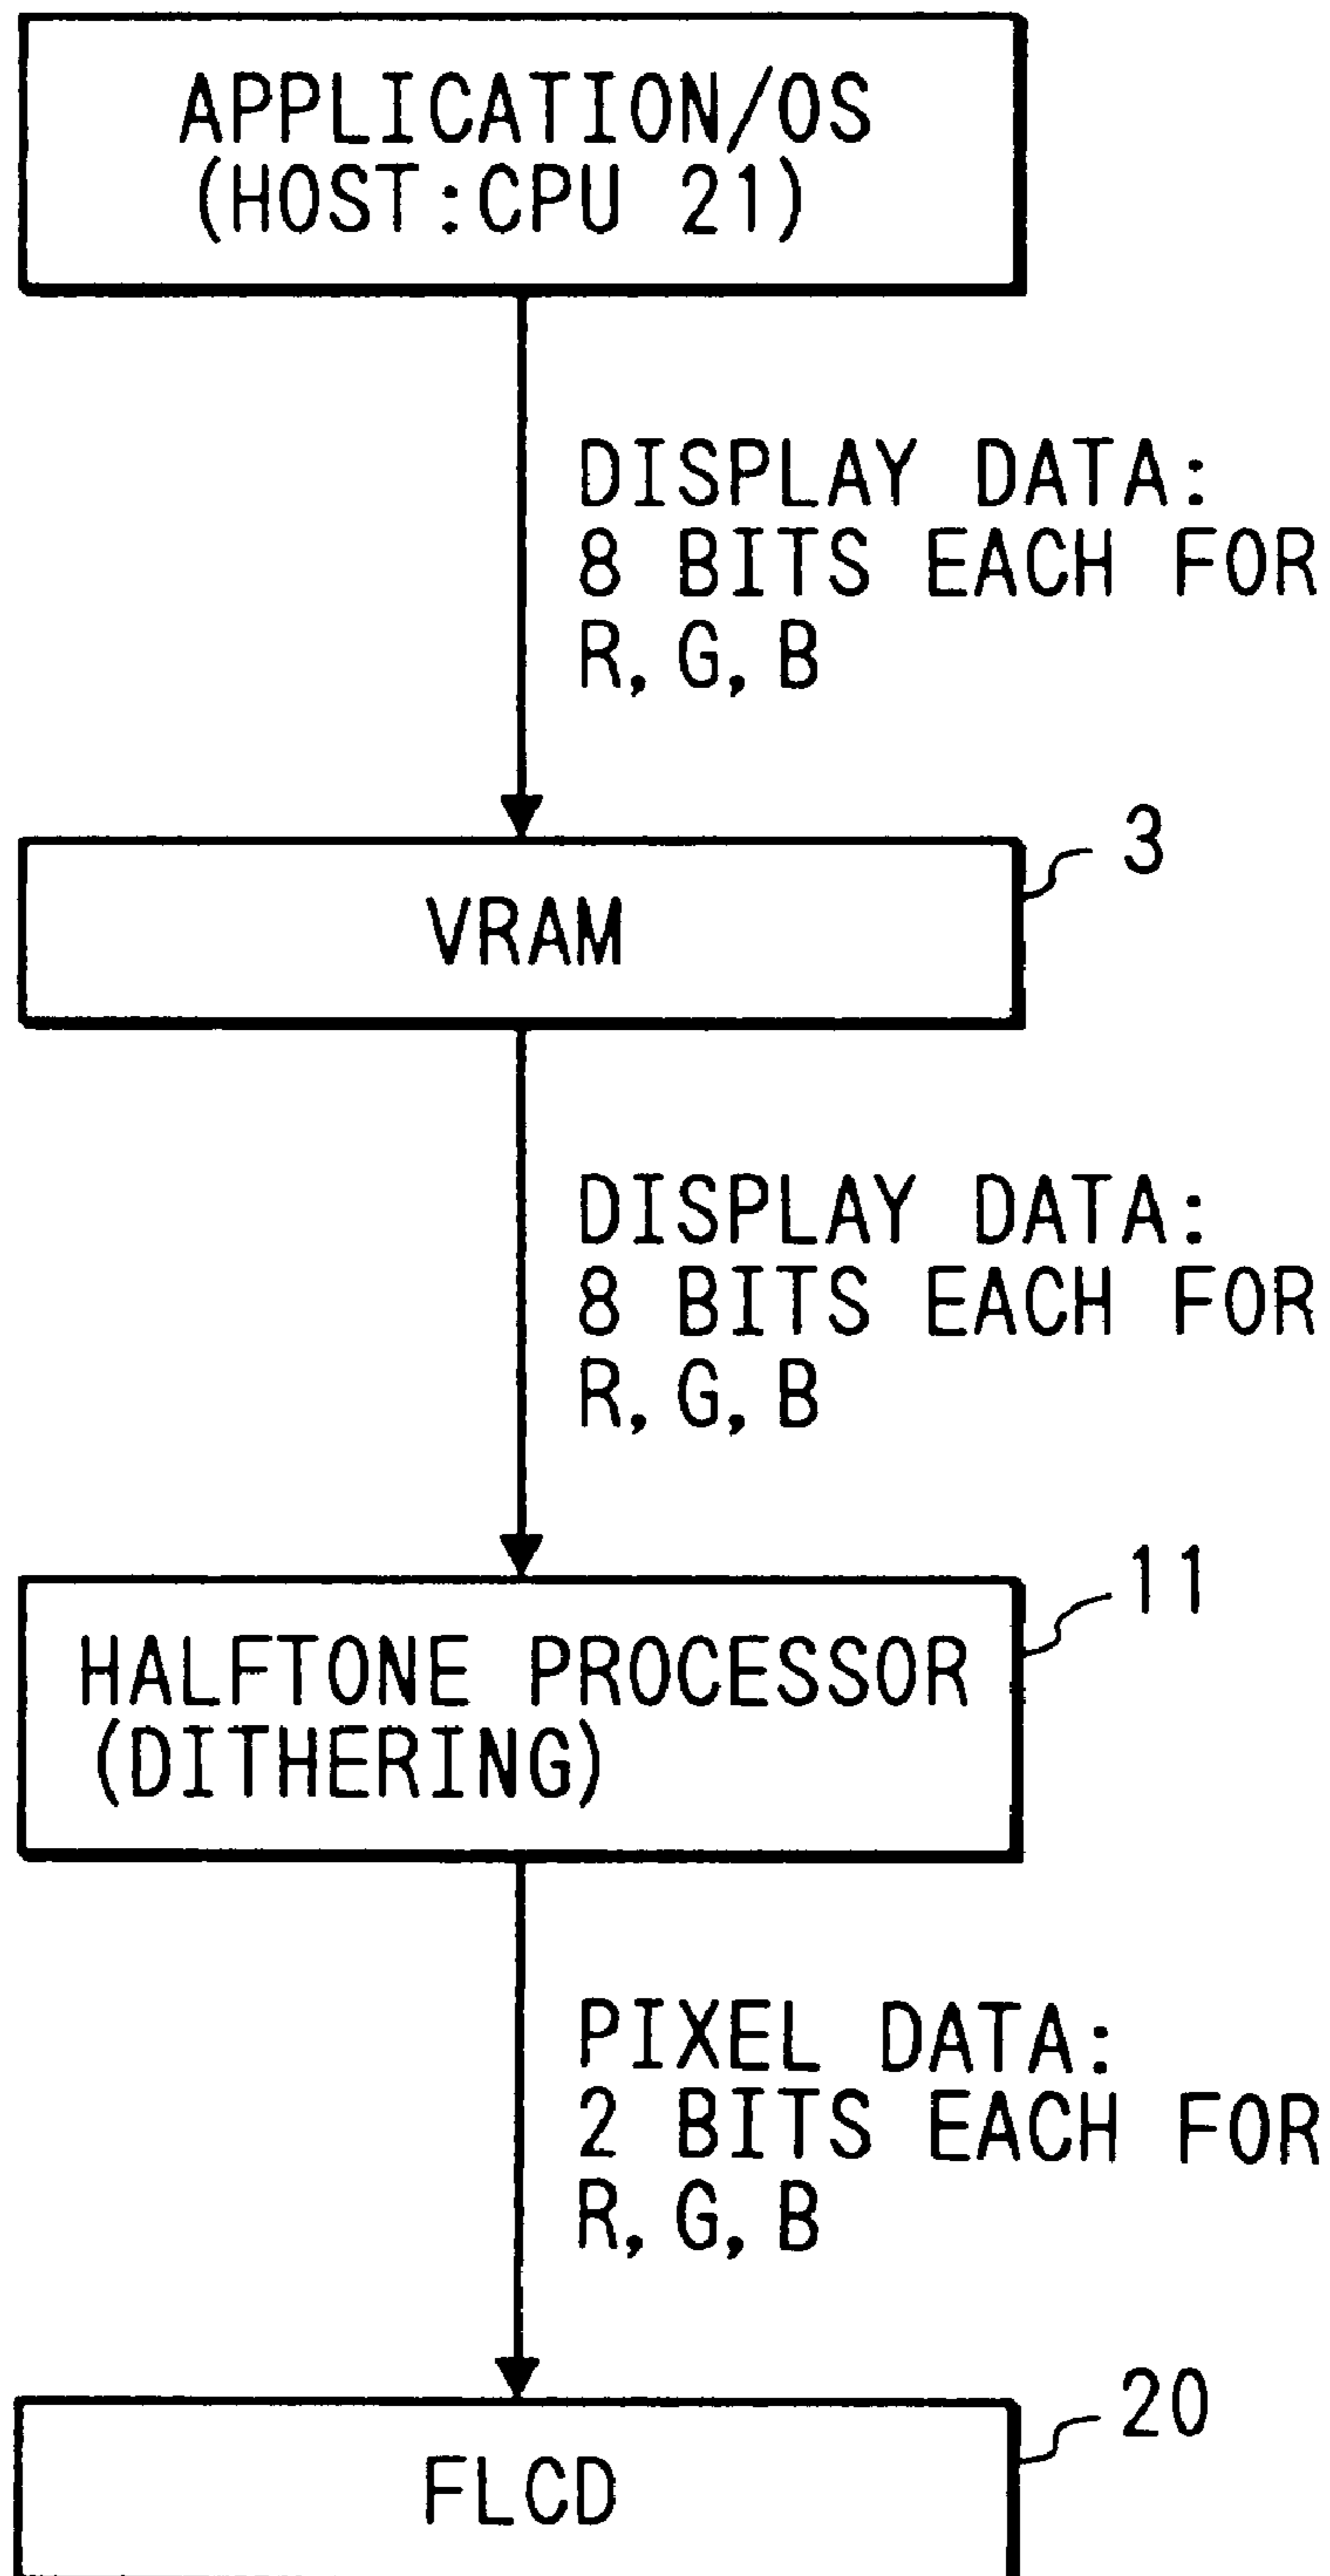 APPLICATION/OS
(HOST:CPU 21)
DISPLAY DATA:
8 BITS EACH FOR
R, G, B
3
VRAM
DISPLAY DATA:
8 BITS EACH FOR
R, G, B
11
HALFTONE PROCESSOR
(DITHERING)
PIXEL DATA:
2 BITS EACH FOR
R, G, B
20
FLCD